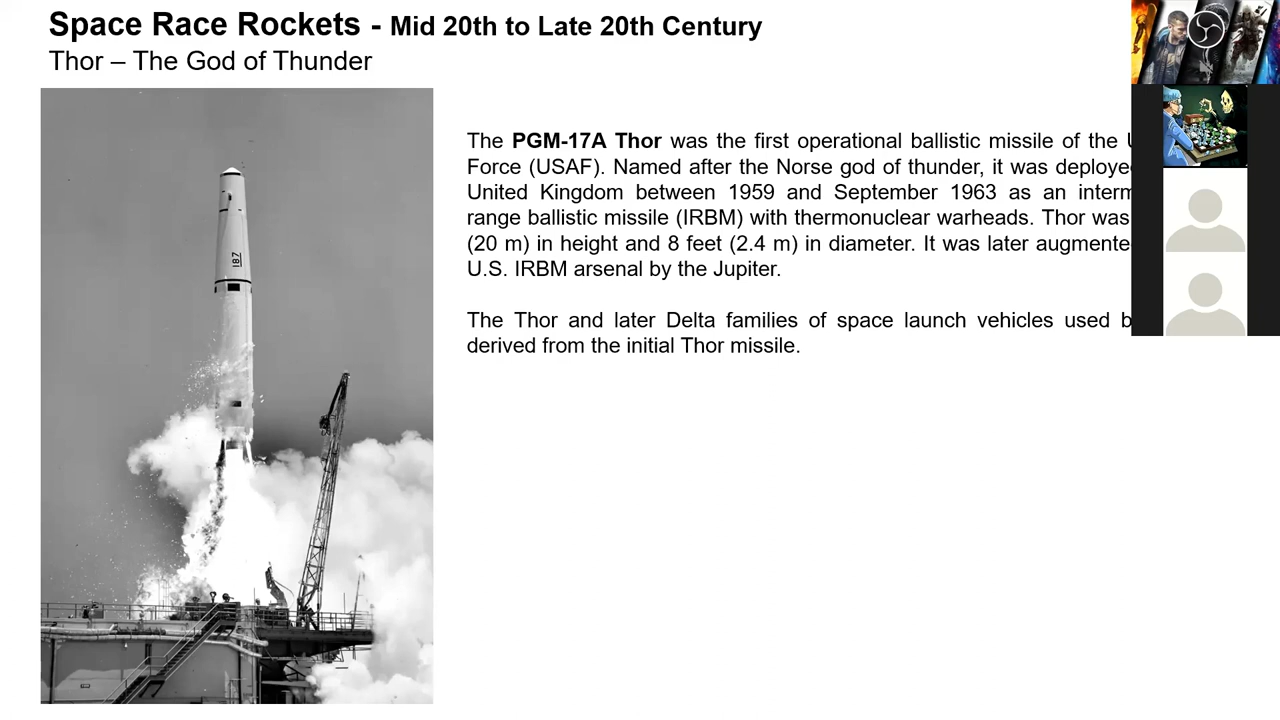 Space Race Rockets - Mid 20th to Late 20th Century
Thor – The God of Thunder
The PGM-17A Thor was the first operational ballistic missile of the
Force (USAF). Named after the Norse god of thunder, it was
United Kingdom between 1959 and September 1963 as an
range ballistic missile (IRBM) with thermonuclear warheads. Thor was
(20 m) in height and 8 feet (2.4 m) in diameter. It was later
U.S. IRBM arsenal by the Jupiter.
The Thor and later Delta families of space launch vehicles used
derived from the initial Thor missile.
187